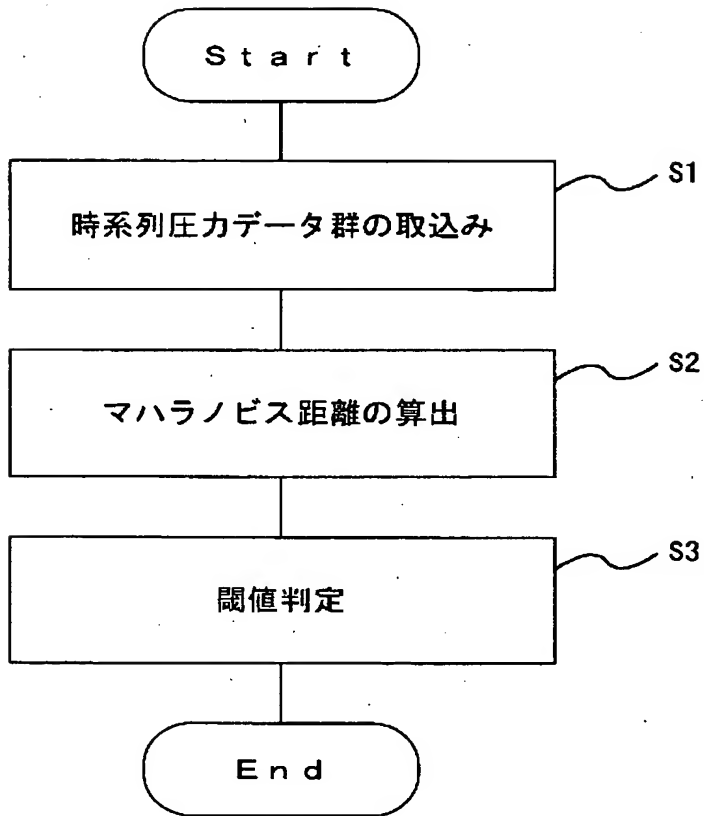 Start
時系列圧力データ群の取込み
S1
マハラノビス距離の算出
S2
閾値判定
S3
End